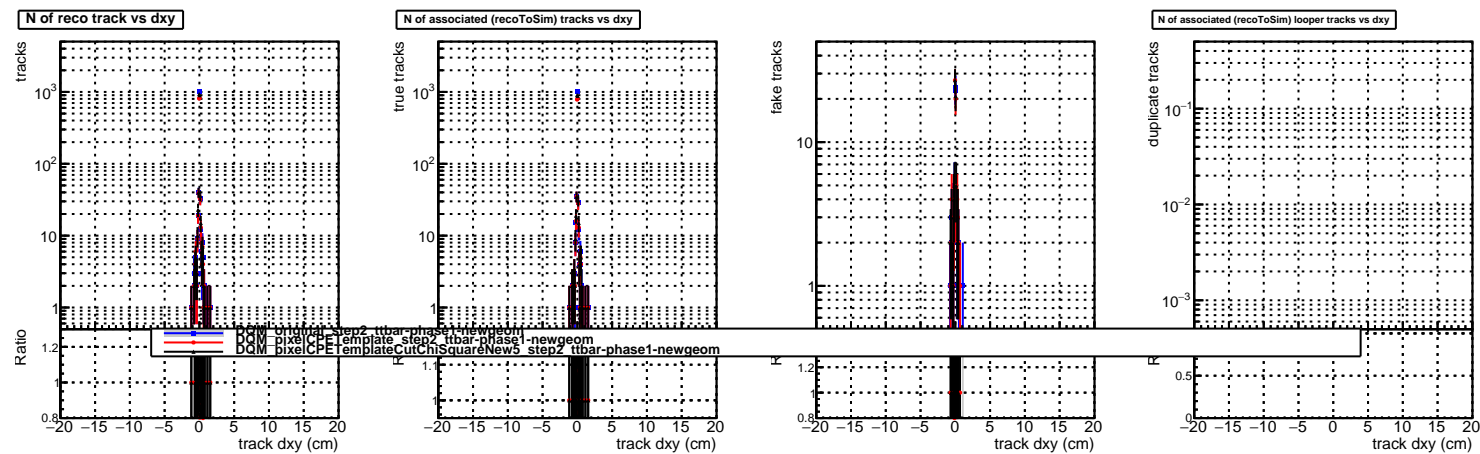 N of reco track vs dxy
tracks
10³
10²
10
1
Ratio
1.2
1
0.8
−20 −15 −10 −5 0 5 10 15 20
track dxy (cm)
N of associated (recoToSim) tracks vs dxy
true tracks
10³
10²
10
1
1.1
1
−20 −15 −10 −5 0 5 10 15 20
track dxy (cm)
fake tracks
10
1
1.2
1
0.8
−20 −15 −10 −5 0 5 10 15 20
track dxy (cm)
N of associated (recoToSim) looper tracks vs dxy
duplicate tracks
10⁻¹
10⁻²
10⁻³
0.5
0
−20 −15 −10 −5 0 5 10 15 20
track dxy (cm)
DQM_original_step2_ttbar-phase1-newgeom
DQM_pixelCPETemplate_step2_ttbar-phase1-newgeom
DQM_pixelCPETemplateCutChiSquareNew5_step2_ttbar-phase1-newgeom